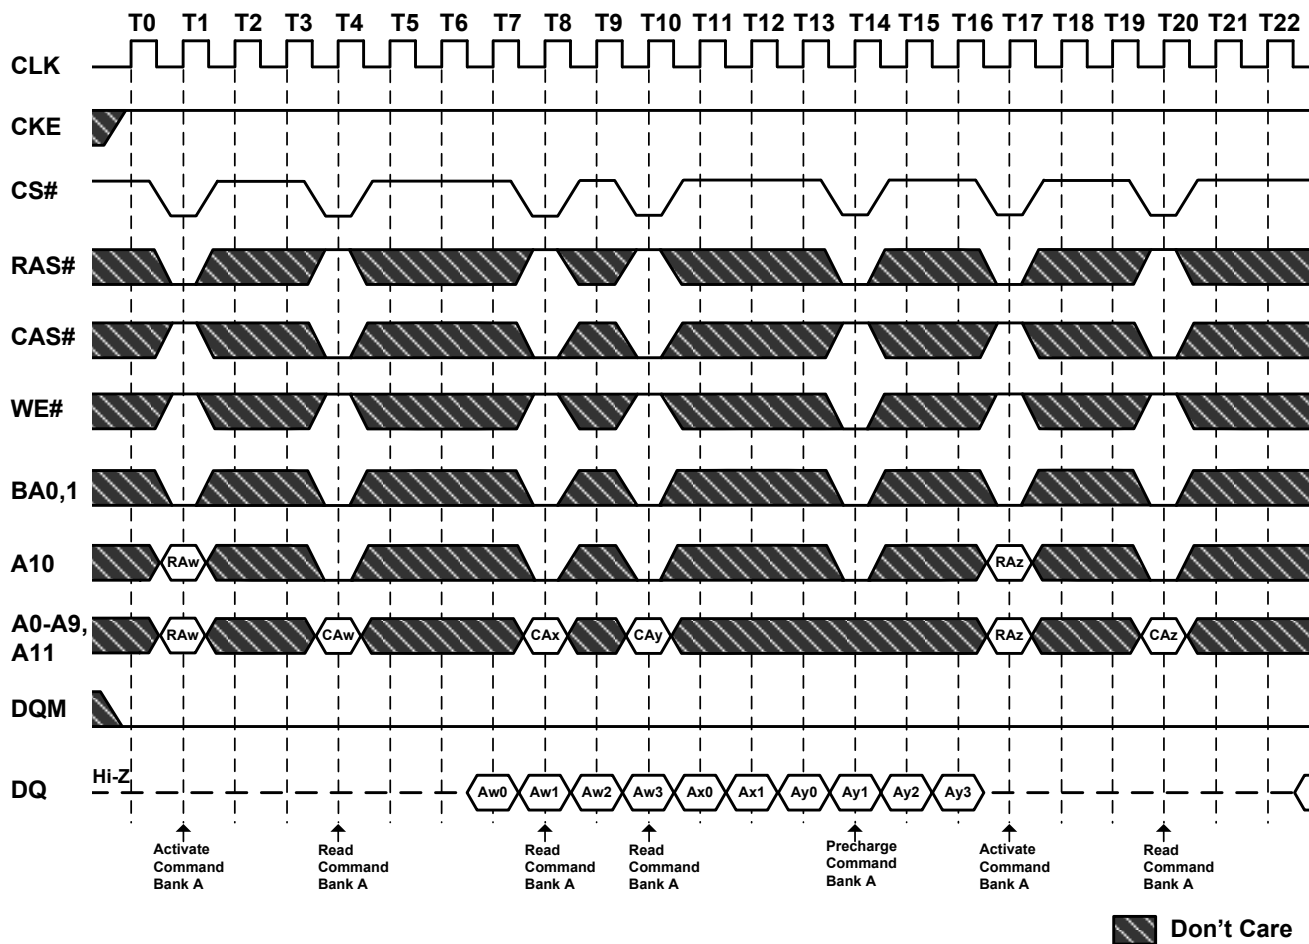 T0 T1 T2 T3 T4 T5 T6 T7 T8 T9 T10 T11 T12 T13 T14 T15 T16 T17 T18 T19 T20 T21 T22
CLK
CKE
CS#
RAS#
CAS#
WE#
BA0,1
A10 RAw RAz
A0-A9,
A11
RAw CAw CAx CAy RAz CAz
DQM
Hi-Z
DQ Aw0 Aw1 Aw2 Aw3 Ax0 Ax1 Ay0 Ay1 Ay2 Ay3
Activate
Command
Bank A
Read
Command
Bank A
Read
Command
Bank A
Read
Command
Bank A
Precharge
Command
Bank A
Activate
Command
Bank A
Read
Command
Bank A
Don't Care